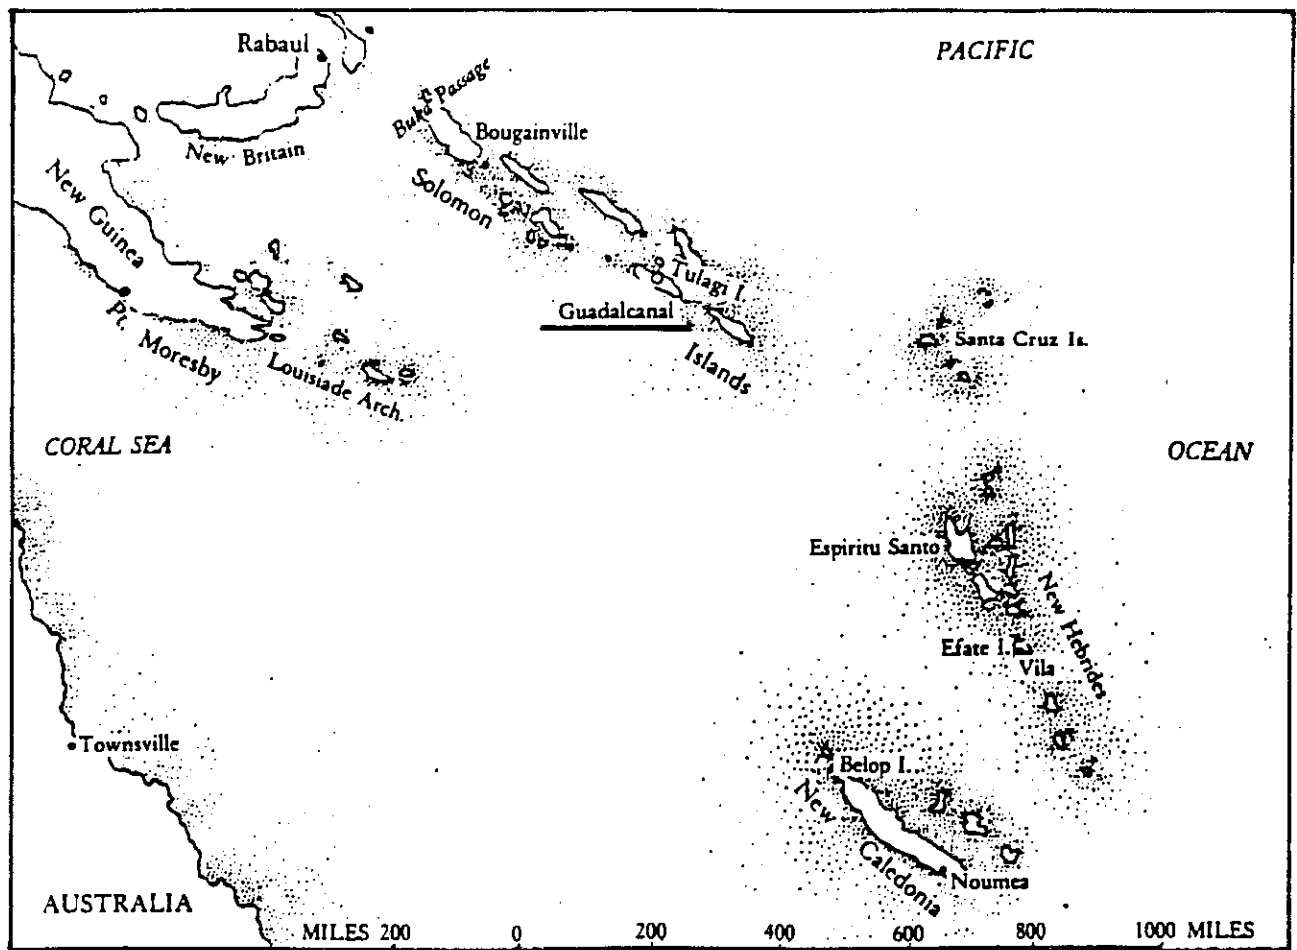 Rabaul
PACIFIC
Buka Passage
Bougainville
New Britain
New Guinea
Solomon
Tulagi I.
Guadalcanal
Pt. Moresby
Islands
Santa Cruz Is.
Louisiade Arch.
CORAL SEA
OCEAN
Espiritu Santo
New Hebrides
Efate I.
Vila
Townsville
Belop I.
New
Caledonia
Noumea
AUSTRALIA
MILES 200 0 200 400 600 800 1000 MILES